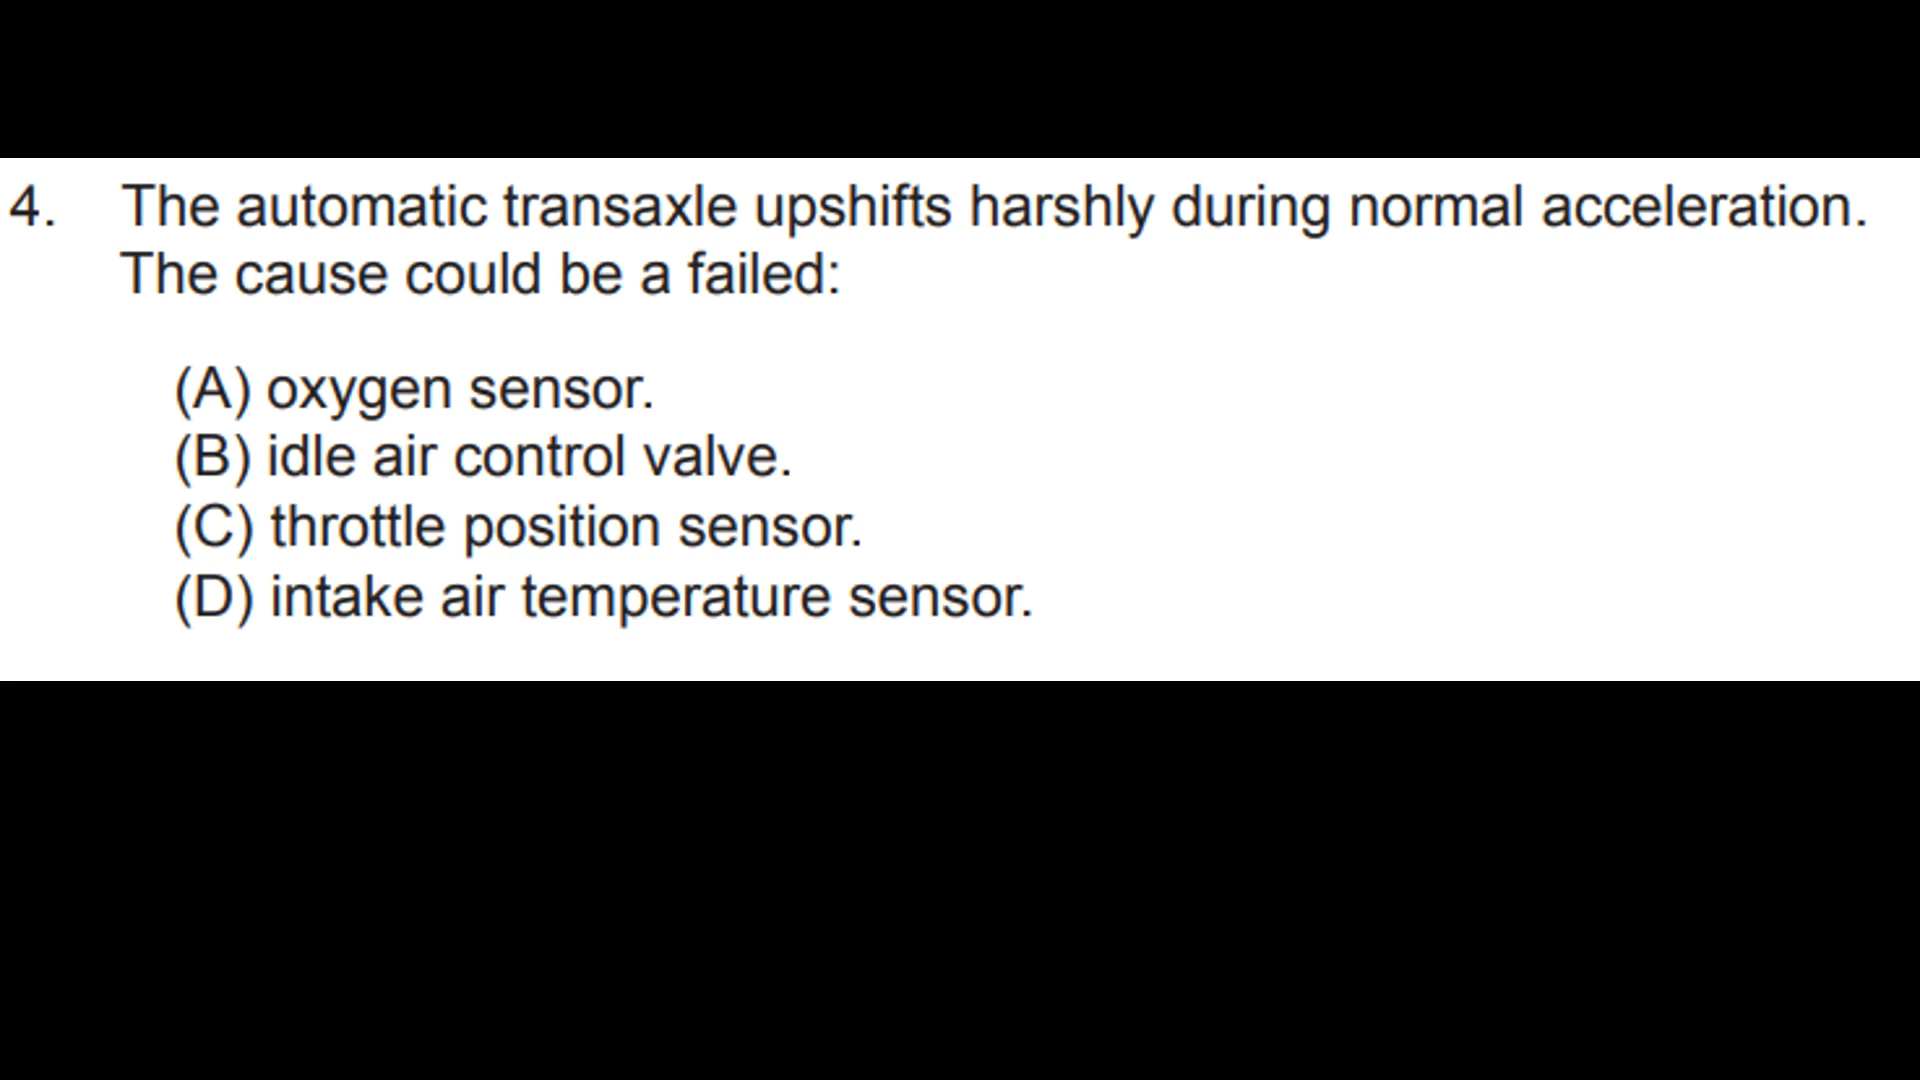 4. The automatic transaxle upshifts harshly during normal acceleration.
The cause could be a failed:
(A) oxygen sensor.
(B) idle air control valve.
(C) throttle position sensor.
(D) intake air temperature sensor.